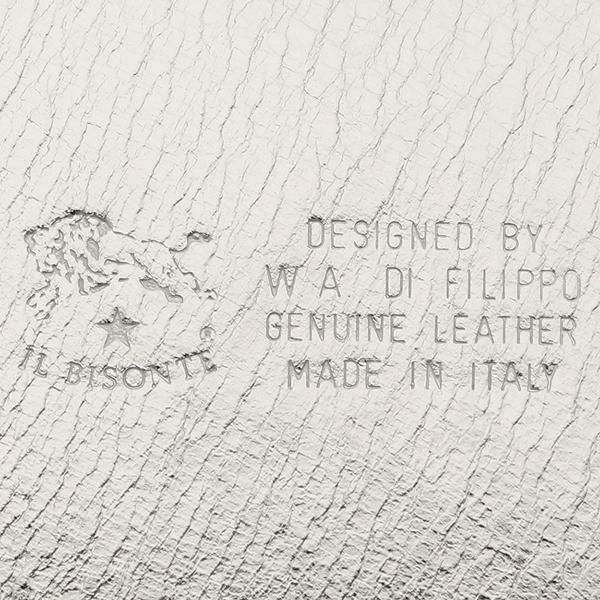 IL BISONTE
®
DESIGNED BY
W A DI FILIPPO
GENUINE LEATHER
MADE IN ITALY